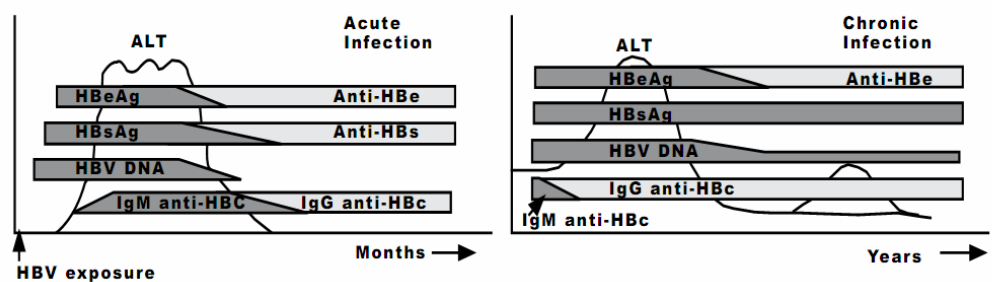 Acute
Infection
ALT
HBeAg Anti-HBe
HBsAg Anti-HBs
HBV DNA
IgM anti-HBC IgG anti-HBc
Months
HBV exposure
Chronic
Infection
ALT
HBeAg Anti-HBe
HBsAg
HBV DNA
IgG anti-HBc
IgM anti-HBc
Years